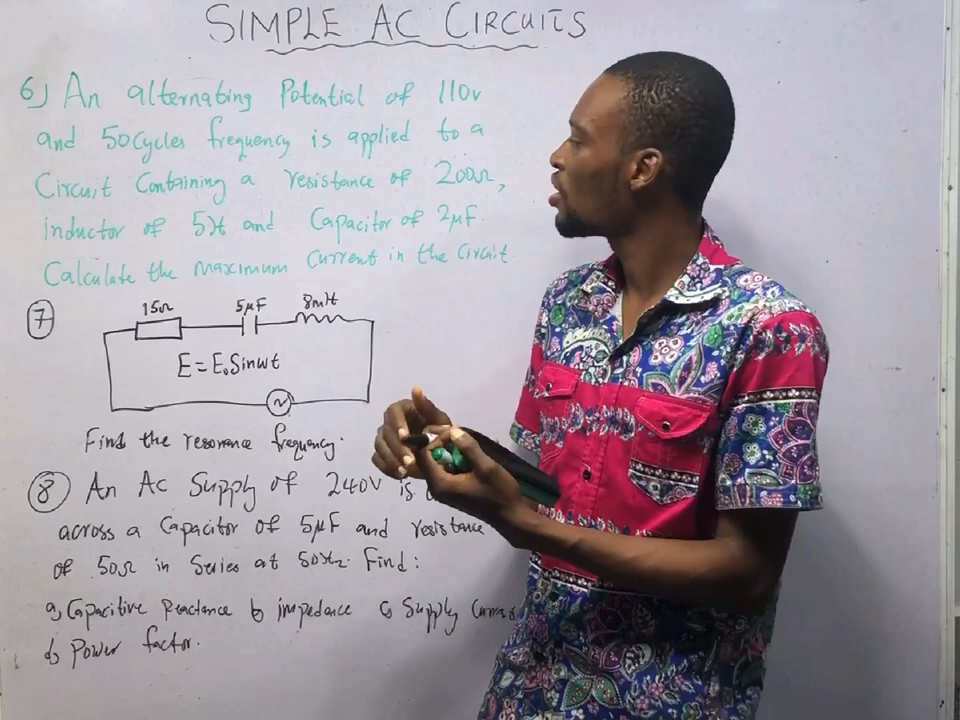 SIMPLE AC CIRCUITS
6) An alternating Potential of 110v
and 50cycles frequency is applied to a
Circuit Containing a resistance of 200Ω,
inductor of 5H and Capacitor of 2μF.
Calculate the maximum current in the circuit.
7
15Ω 5μF 8mH
E = E₀ Sinωt
~
Find the resonance frequency.
8 An AC Supply of 240V is
across a Capacitor of 5μF and resistance
of 50Ω in Series at 50Hz. Find:
a) Capacitive Reactance b) impedance c) Supply
d) Power factor.